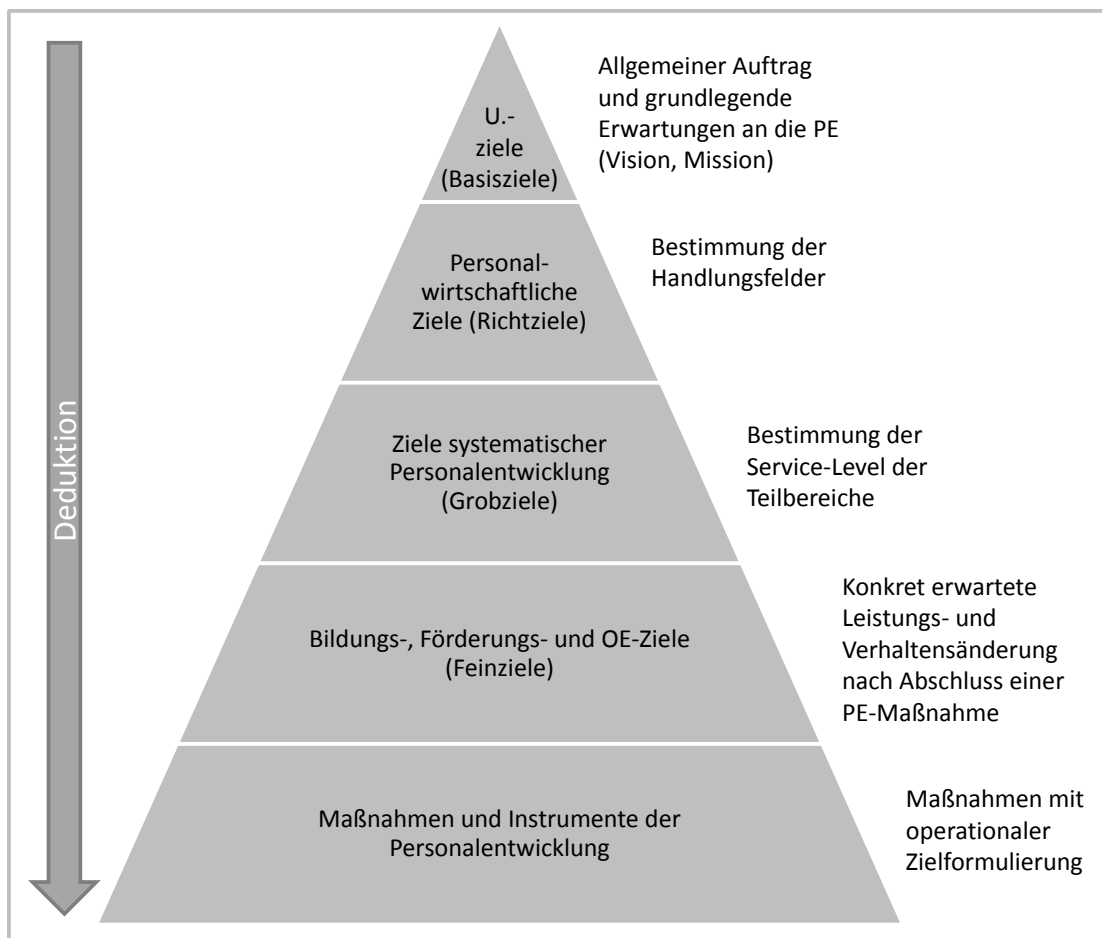 Deduktion
U.-
ziele
(Basisziele)
Allgemeiner Auftrag
und grundlegende
Erwartungen an die PE
(Vision, Mission)
Personal-
wirtschaftliche
Ziele (Richtziele)
Bestimmung der
Handlungsfelder
Ziele systematischer
Personalentwicklung
(Grobziele)
Bestimmung der
Service-Level der
Teilbereiche
Bildungs-, Förderungs- und OE-Ziele
(Feinziele)
Konkret erwartete
Leistungs- und
Verhaltensänderung
nach Abschluss einer
PE-Maßnahme
Maßnahmen und Instrumente der
Personalentwicklung
Maßnahmen mit
operationaler
Zielformulierung